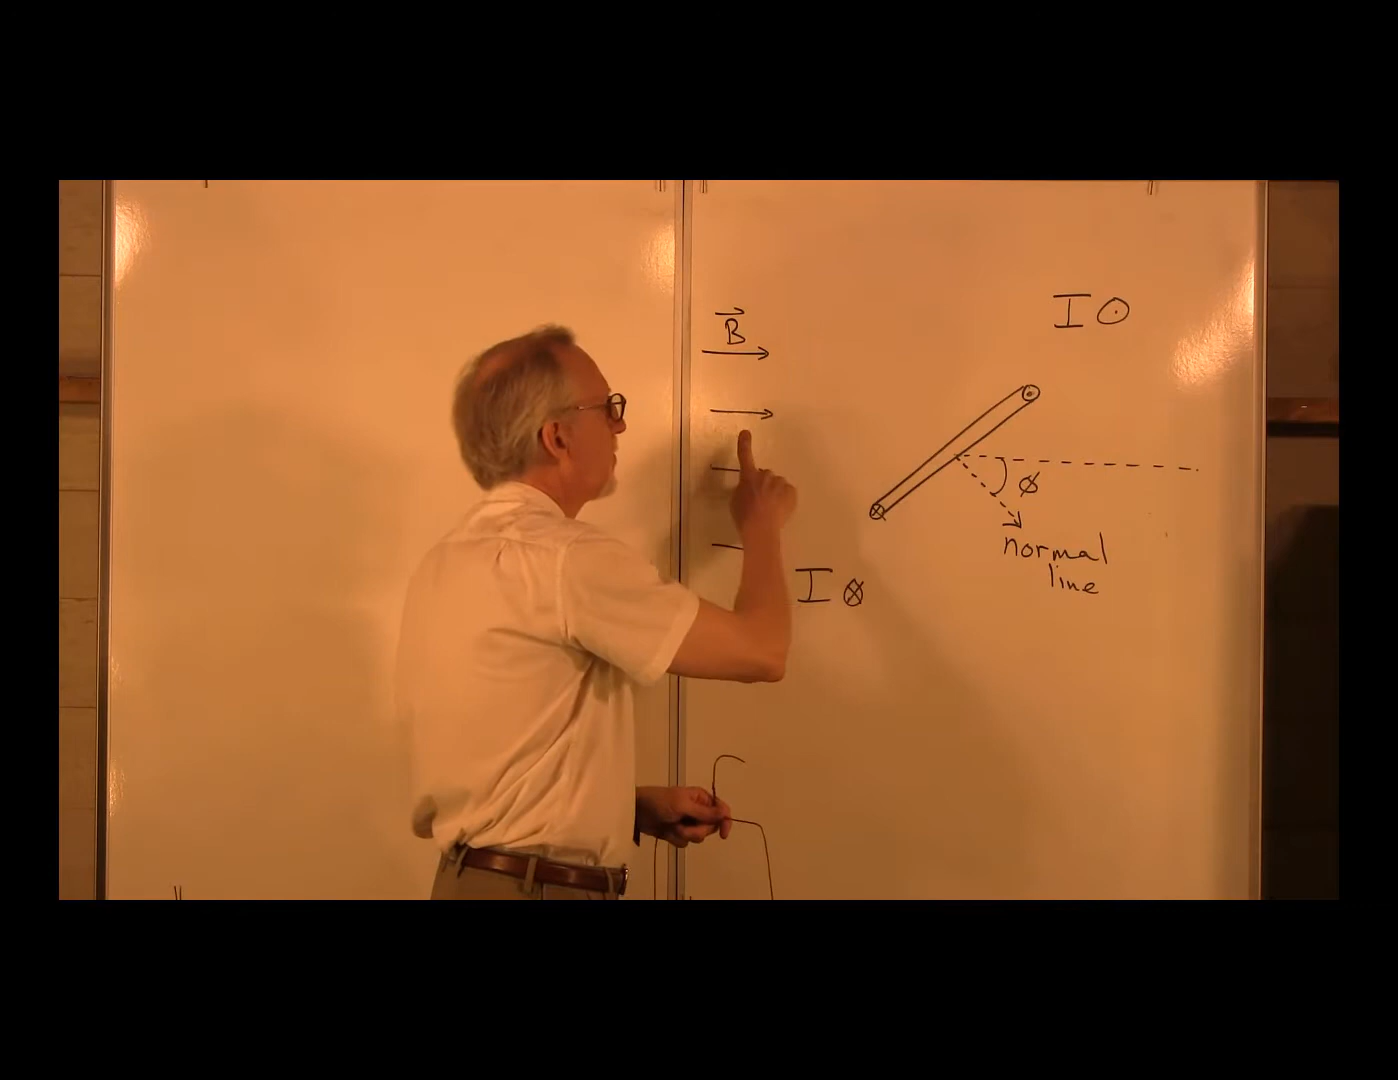 B
I ⊙
ø
normal
line
I ⊗